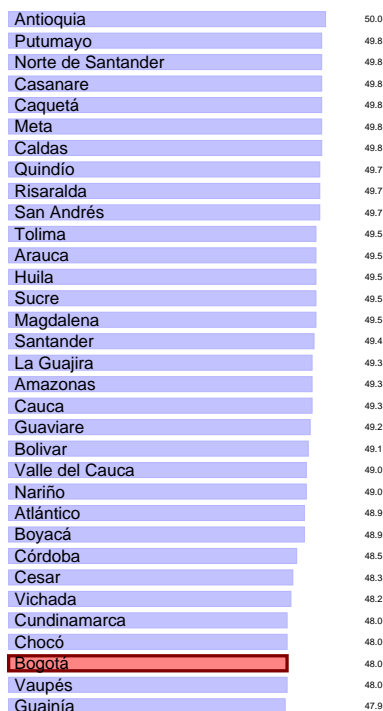 Antioquia 50.0
Putumayo 49.8
Norte de Santander 49.8
Casanare 49.8
Caquetá 49.8
Meta 49.8
Caldas 49.8
Quindío 49.7
Risaralda 49.7
San Andrés 49.7
Tolima 49.5
Arauca 49.5
Huila 49.5
Sucre 49.5
Magdalena 49.5
Santander 49.4
La Guajira 49.3
Amazonas 49.3
Cauca 49.3
Guaviare 49.2
Bolivar 49.1
Valle del Cauca 49.0
Nariño 49.0
Atlántico 48.9
Boyacá 48.9
Córdoba 48.5
Cesar 48.3
Vichada 48.2
Cundinamarca 48.0
Chocó 48.0
Bogotá 48.0
Vaupés 48.0
Guainía 47.9